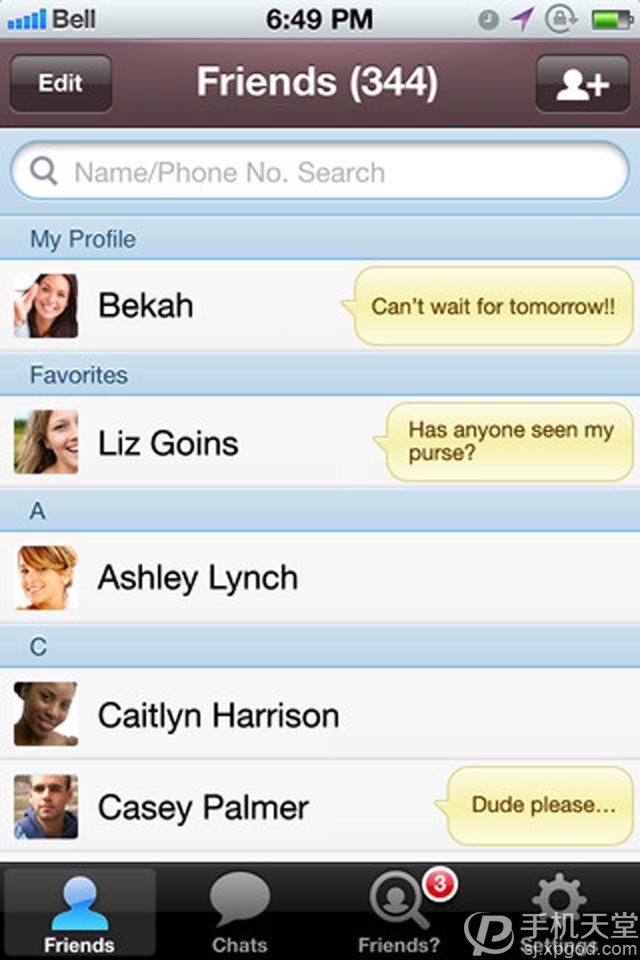 Bell 6:49 PM
Edit Friends (344)
Name/Phone No. Search
My Profile
Bekah Can't wait for tomorrow!!
Favorites
Liz Goins Has anyone seen my
purse?
A
Ashley Lynch
C
Caitlyn Harrison
Casey Palmer Dude please...
3
Friends Chats Friends? Settings
手机天堂
sj.xpgod.com